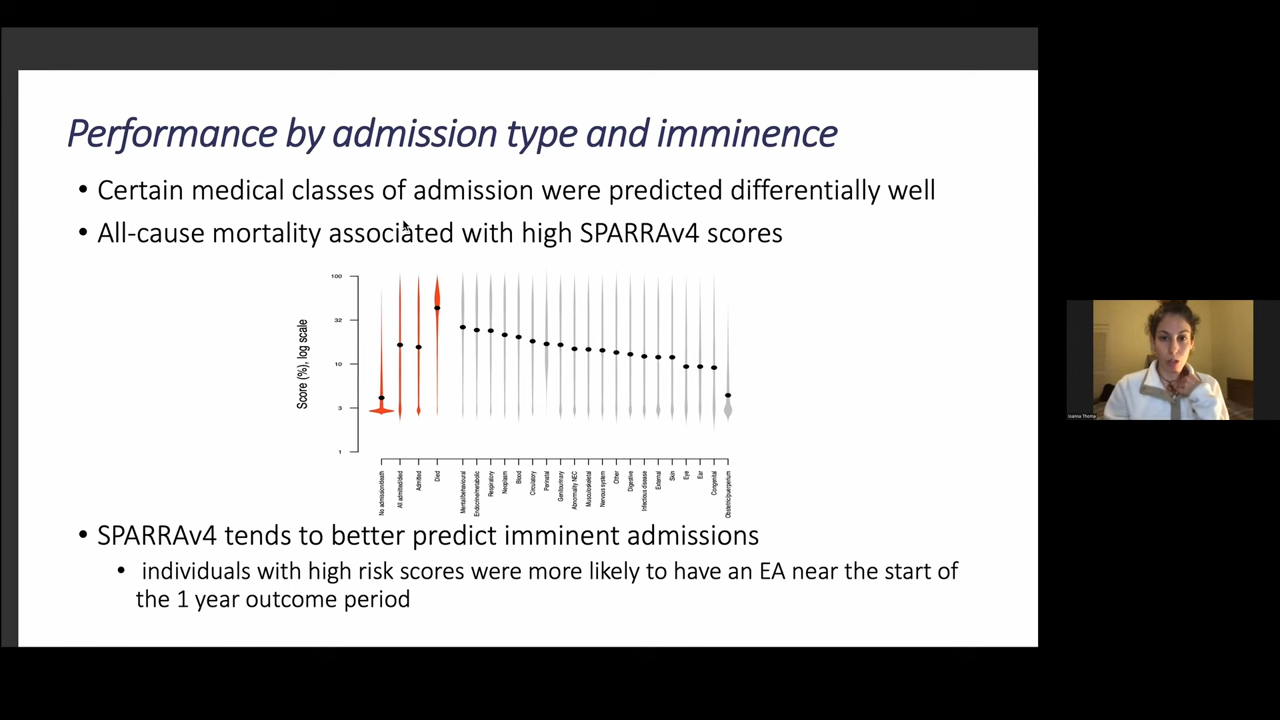 Performance by admission type and imminence
• Certain medical classes of admission were predicted differentially well
• All-cause mortality associated with high SPARRAv4 scores
Score (%), log scale
100
32
10
3
1
No admission/death
All admitted/died
Admitted
Died
Mental/behavioural
Endocrine/metabolic
Respiratory
Neoplasm
Blood
Circulatory
Perinatal
Genitourinary
Abnormality NEC
Musculoskeletal
Nervous system
Other
Digestive
Infectious disease
External
Skin
Eye
Ear
Congenital
Obstetric/puerperium
• SPARRAv4 tends to better predict imminent admissions
• individuals with high risk scores were more likely to have an EA near the start of
the 1 year outcome period